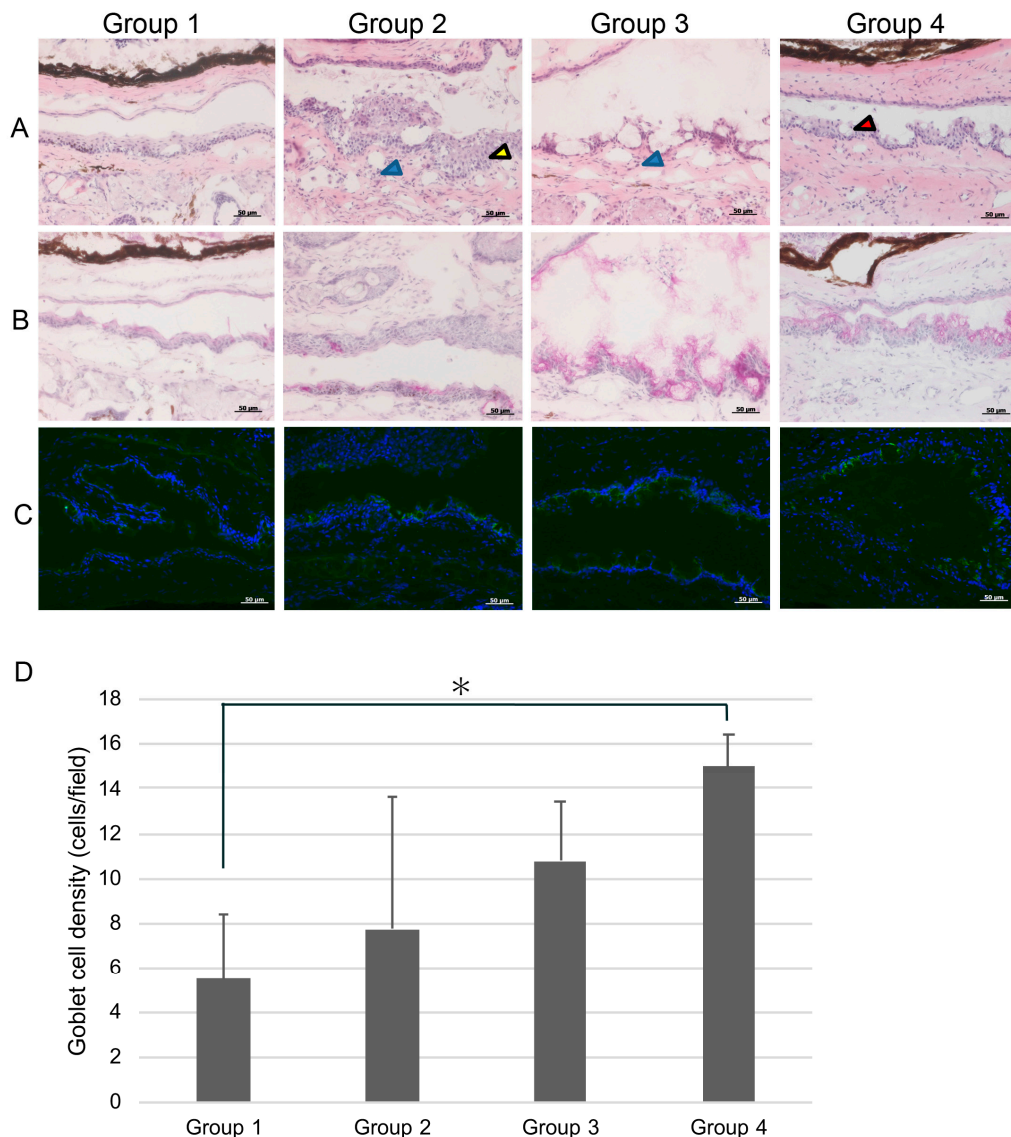 Group 1 Group 2 Group 3 Group 4
A
50 µm 50 µm 50 µm 50 µm
B
50 µm 50 µm 50 µm 50 µm
C
50 µm 50 µm 50 µm 50 µm
D
*
Goblet cell density (cells/field)
18
16
14
12
10
8
6
4
2
0
Group 1 Group 2 Group 3 Group 4